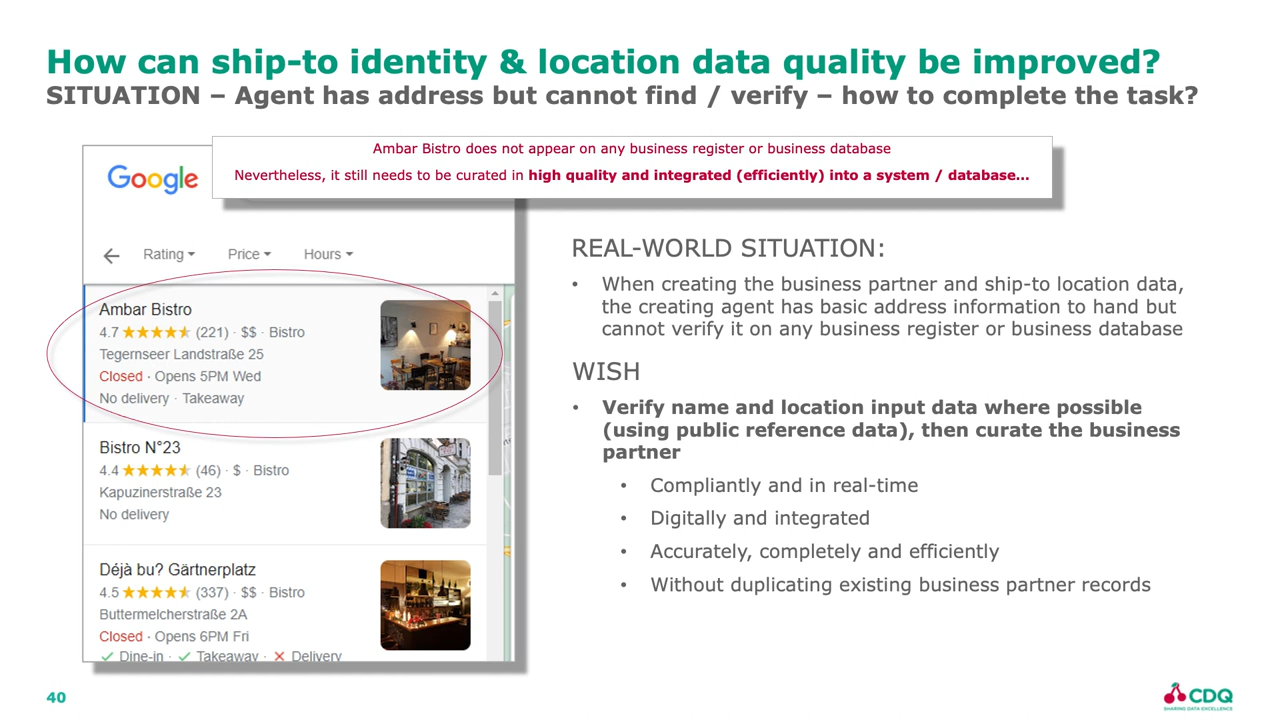 How can ship-to identity & location data quality be improved?
SITUATION – Agent has address but cannot find / verify – how to complete the task?
Ambar Bistro does not appear on any business register or business database
Nevertheless, it still needs to be curated in high quality and integrated (efficiently) into a system / database...
Google
Rating
Price
Hours
Ambar Bistro
4.7 (221) · $$ · Bistro
Tegernseer Landstraße 25
Closed · Opens 5PM Wed
No delivery · Takeaway
Bistro N°23
4.4 (46) · $ · Bistro
Kapuzinerstraße 23
No delivery
Déjà bu? Gärtnerplatz
4.5 (337) · $$ · Bistro
Buttermelcherstraße 2A
Closed · Opens 6PM Fri
Dine-in · Takeaway · Delivery
REAL-WORLD SITUATION:
• When creating the business partner and ship-to location data,
the creating agent has basic address information to hand but
cannot verify it on any business register or business database
WISH
• Verify name and location input data where possible
(using public reference data), then curate the business
partner
• Compliantly and in real-time
• Digitally and integrated
• Accurately, completely and efficiently
• Without duplicating existing business partner records
40
CDQ
SHARING DATA EXCELLENCE